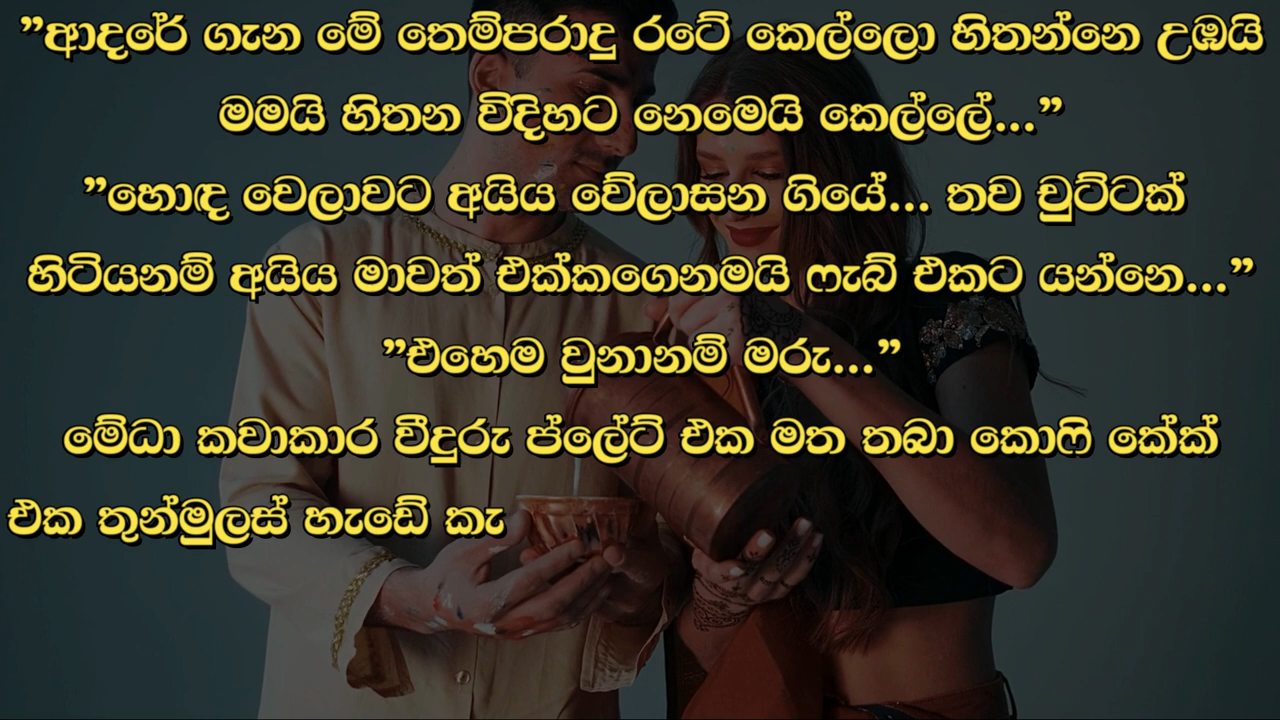 ”ආදරේ ගැන මේ තෙම්පරාදු රටේ කෙල්ලො හිතන්නෙ උඹයි
මමයි හිතන විදිහට නෙමෙයි කෙල්ලේ...”
”හොඳ වෙලාවට අයිය වේලාසන ගියේ... තව චුට්ටක්
හිටියනම් අයිය මාවත් එක්කගෙනමයි ෆැබ් එකට යන්නෙ...”
”එහෙම වුනානම් මරු...”
මේධා කවාකාර වීදුරු ප්ලේට් එක මත තබා කොෆි කේක්
එක තුන්මුලස් හැඩේ කැ